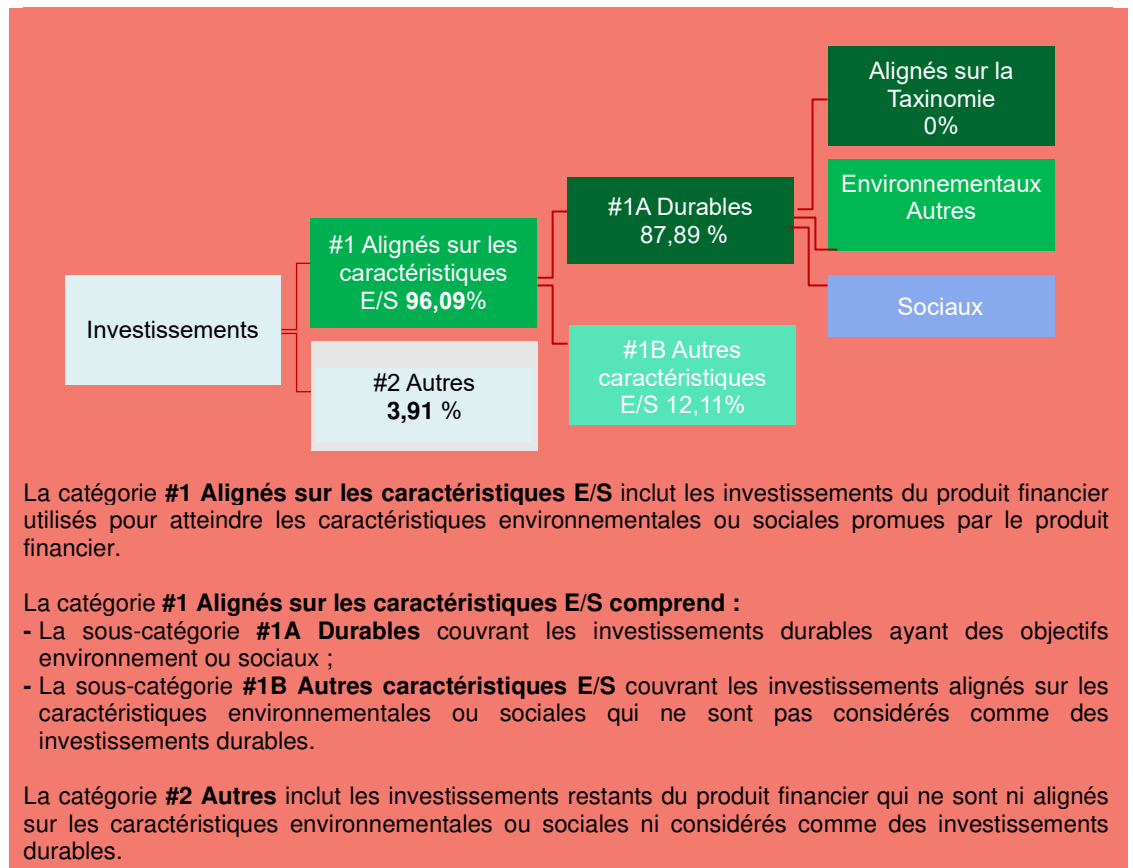 Investissements
#1 Alignés sur les
caractéristiques
E/S 96,09%
#2 Autres
3,91 %
#1A Durables
87,89 %
#1B Autres
caractéristiques
E/S 12,11%
Alignés sur la
Taxinomie
0%
Environnementaux
Autres
Sociaux
La catégorie #1 Alignés sur les caractéristiques E/S inclut les investissements du produit financier
utilisés pour atteindre les caractéristiques environnementales ou sociales promues par le produit
financier.
La catégorie #1 Alignés sur les caractéristiques E/S comprend :
- La sous-catégorie #1A Durables couvrant les investissements durables ayant des objectifs
environnement ou sociaux ;
- La sous-catégorie #1B Autres caractéristiques E/S couvrant les investissements alignés sur les
caractéristiques environnementales ou sociales qui ne sont pas considérés comme des
investissements durables.
La catégorie #2 Autres inclut les investissements restants du produit financier qui ne sont ni alignés
sur les caractéristiques environnementales ou sociales ni considérés comme des investissements
durables.